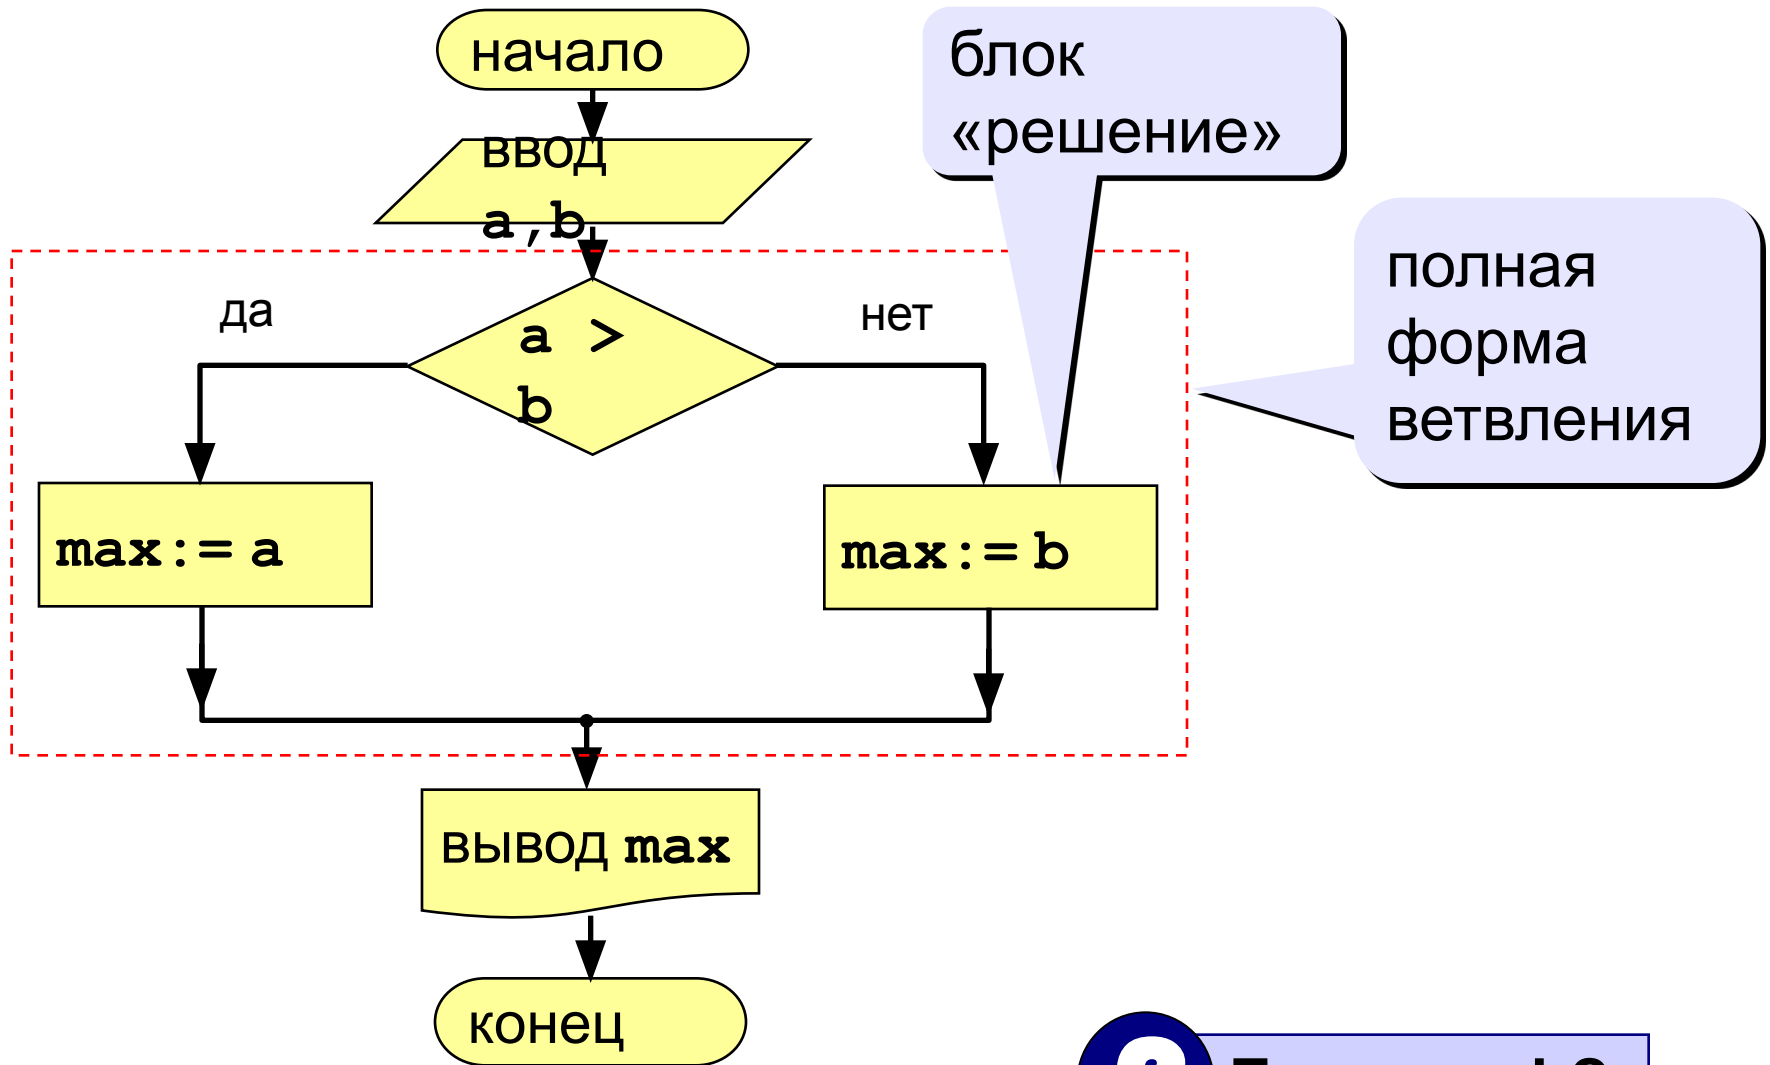 начало
блок
«решение»
ввод
a,b
полная
форма
ветвления
да
нет
a >
b
max:= a
max:= b
вывод max
конец